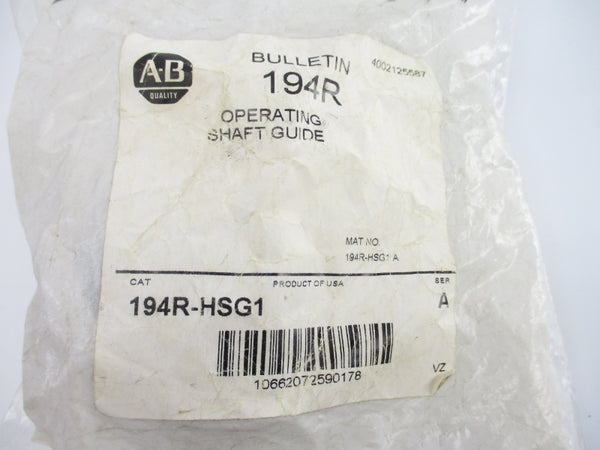 A-B
QUALITY
BULLETIN
194R
4002125587
OPERATING
SHAFT GUIDE
MAT NO.
194R-HSG1 A
CAT
PRODUCT OF USA
SER
194R-HSG1
A
10662072590178
VZ